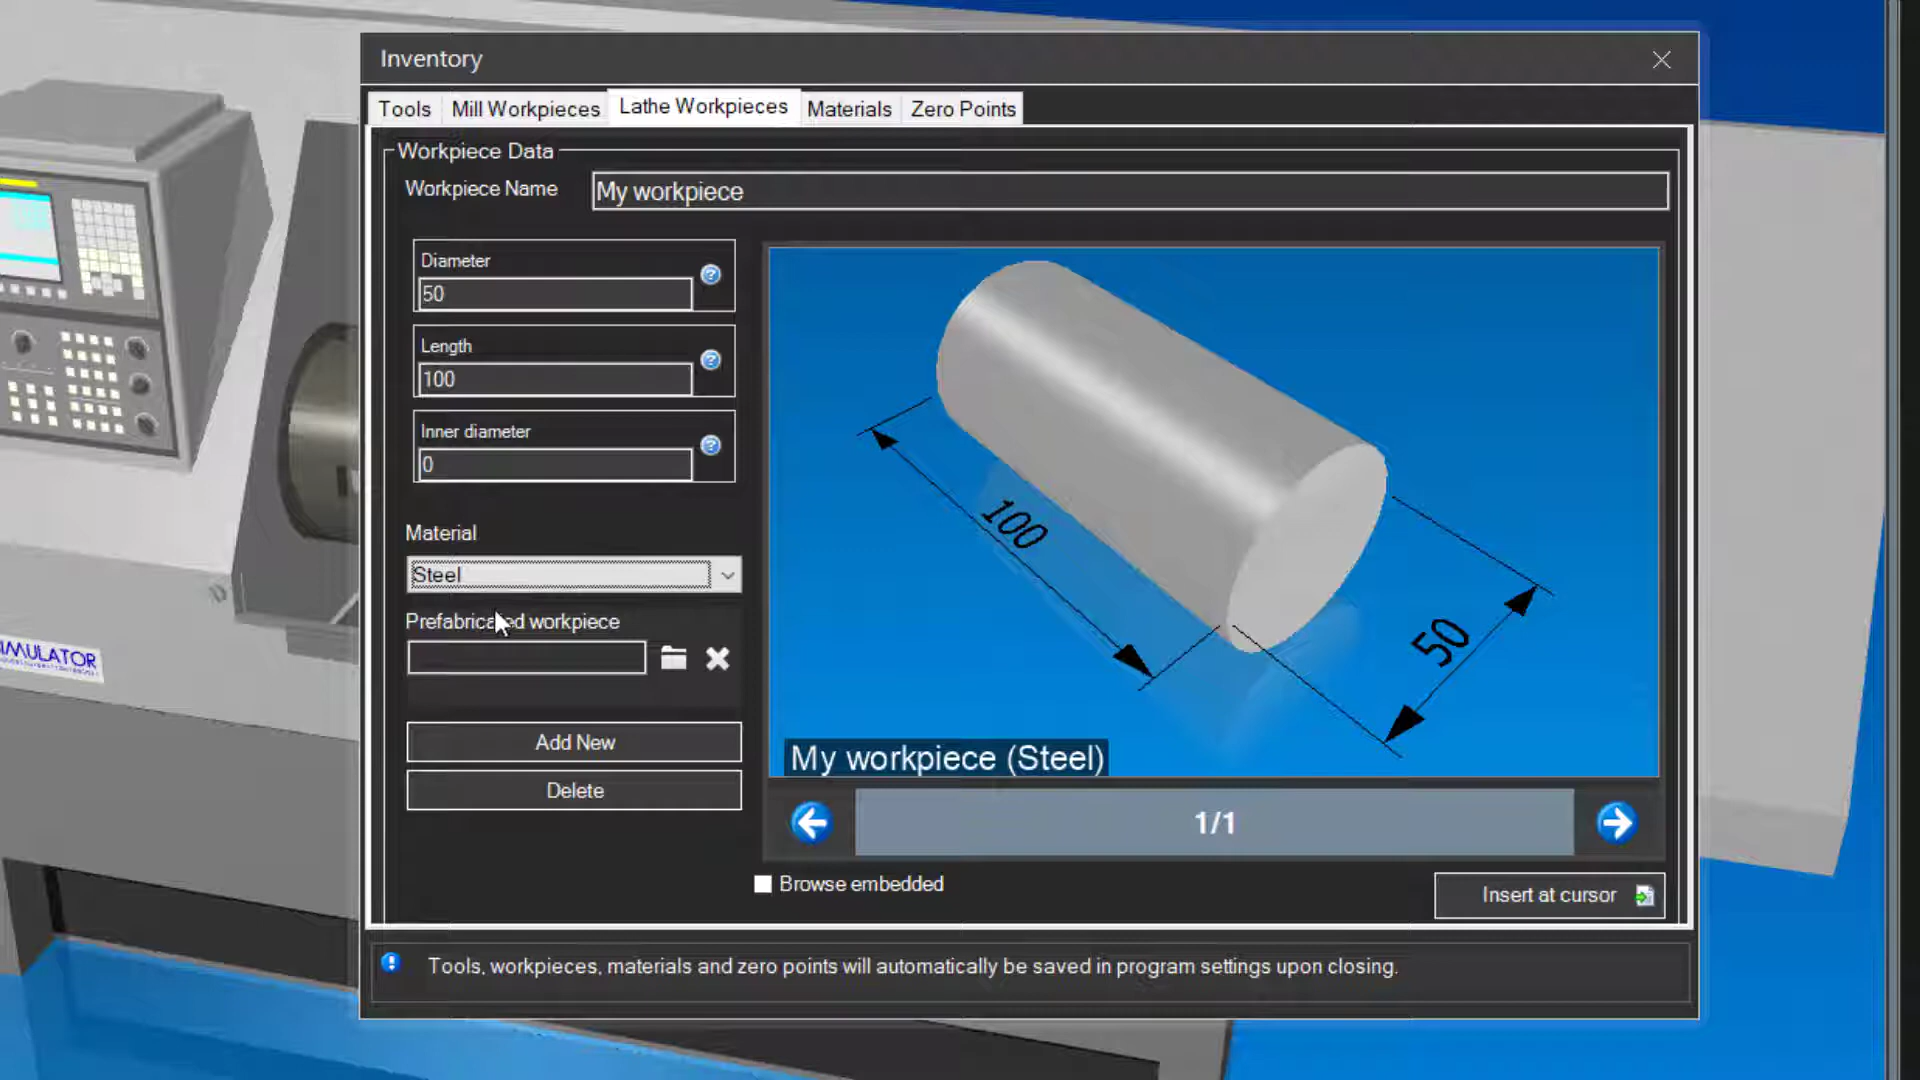 Inventory
Tools
Mill Workpieces
Lathe Workpieces
Materials
Zero Points
Workpiece Data
Workpiece Name
My workpiece
Diameter
50
Length
100
Inner diameter
0
Material
Steel
Prefabricated workpiece
Add New
Delete
100
50
My workpiece (Steel)
1/1
Browse embedded
Insert at cursor
Tools, workpieces, materials and zero points will automatically be saved in program settings upon closing.